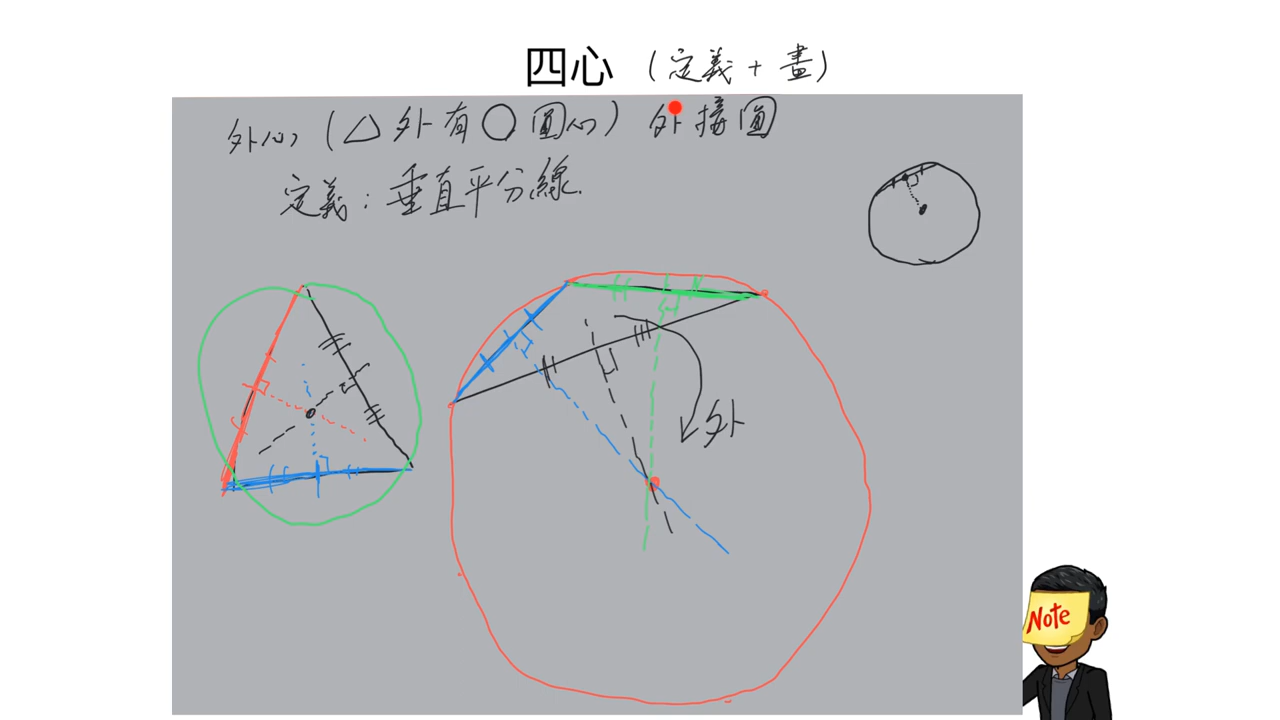 四心 (定義 + 畫)
外心 (△外有○圓心) 外接圓
定義: 垂直平分線.
外
Note